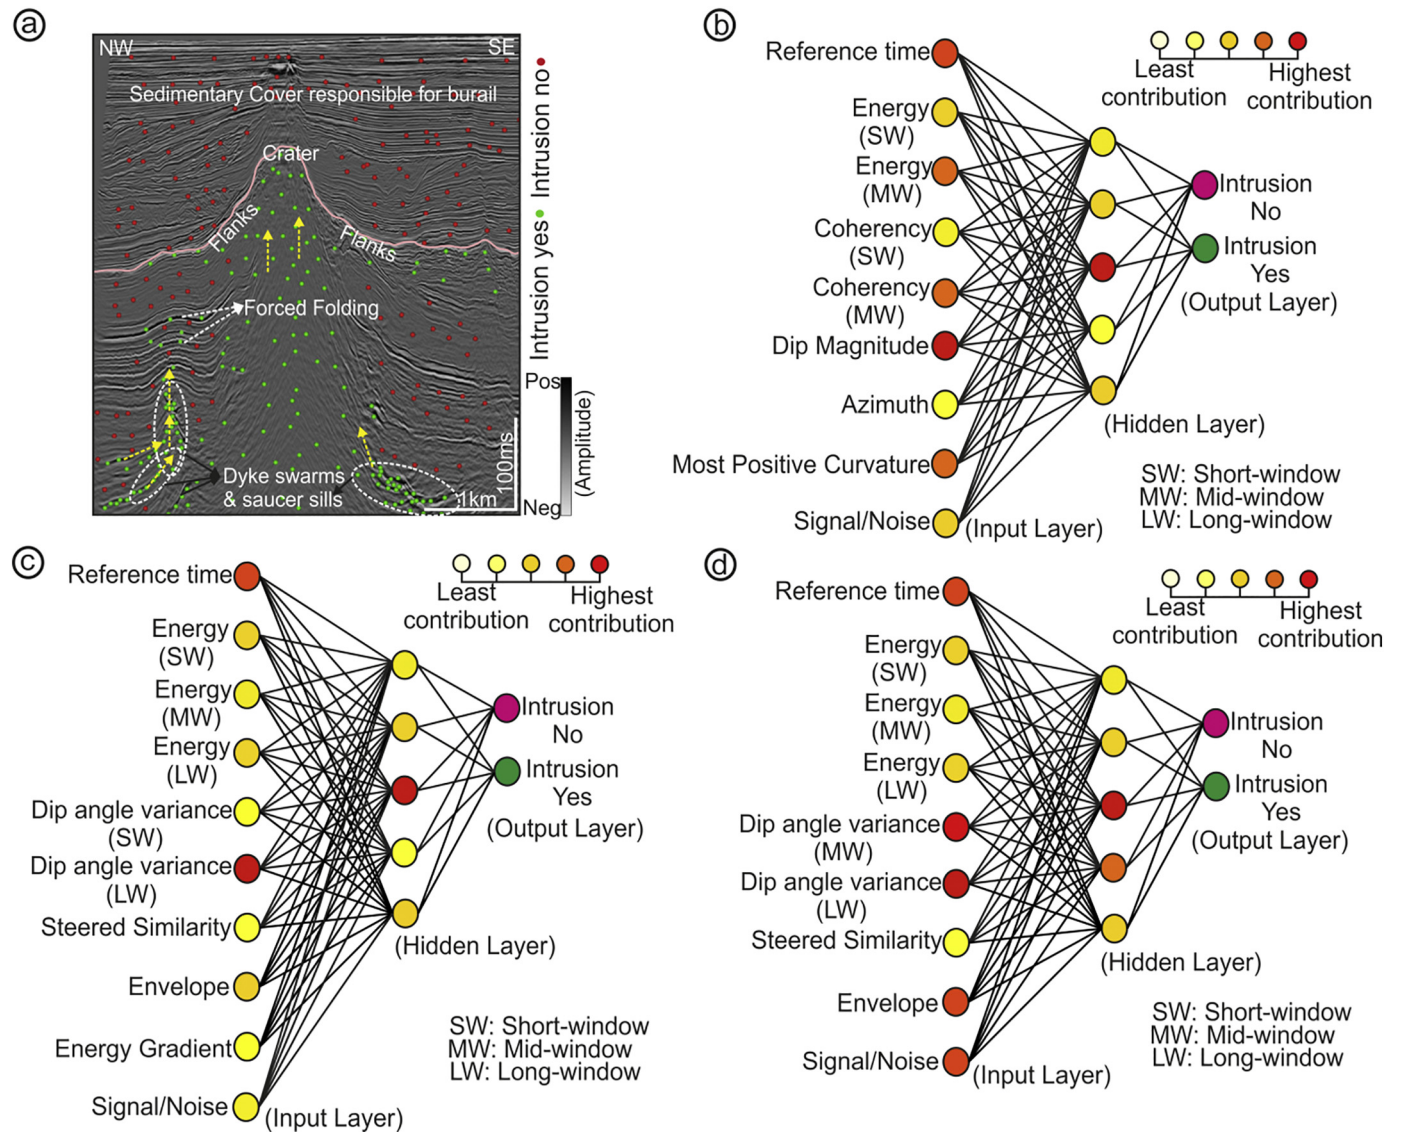 a
NW
SE
Sedimentary Cover responsible for burail
Crater
Flanks
Flanks
Forced Folding
Dyke swarms
& saucer sills
1km
100ms
Intrusion yes
Intrusion no
Pos
Neg
(Amplitude)
b
Least
contribution
Highest
contribution
Reference time
Energy
(SW)
Energy
(MW)
Coherency
(SW)
Coherency
(MW)
Dip Magnitude
Azimuth
Most Positive Curvature
Signal/Noise
(Input Layer)
(Hidden Layer)
Intrusion
No
Intrusion
Yes
(Output Layer)
SW: Short-window
MW: Mid-window
LW: Long-window
c
Least
contribution
Highest
contribution
Reference time
Energy
(SW)
Energy
(MW)
Energy
(LW)
Dip angle variance
(SW)
Dip angle variance
(LW)
Steered Similarity
Envelope
Energy Gradient
Signal/Noise
(Input Layer)
(Hidden Layer)
Intrusion
No
Intrusion
Yes
(Output Layer)
SW: Short-window
MW: Mid-window
LW: Long-window
d
Least
contribution
Highest
contribution
Reference time
Energy
(SW)
Energy
(MW)
Energy
(LW)
Dip angle variance
(MW)
Dip angle variance
(LW)
Steered Similarity
Envelope
Signal/Noise
(Input Layer)
(Hidden Layer)
Intrusion
No
Intrusion
Yes
(Output Layer)
SW: Short-window
MW: Mid-window
LW: Long-window